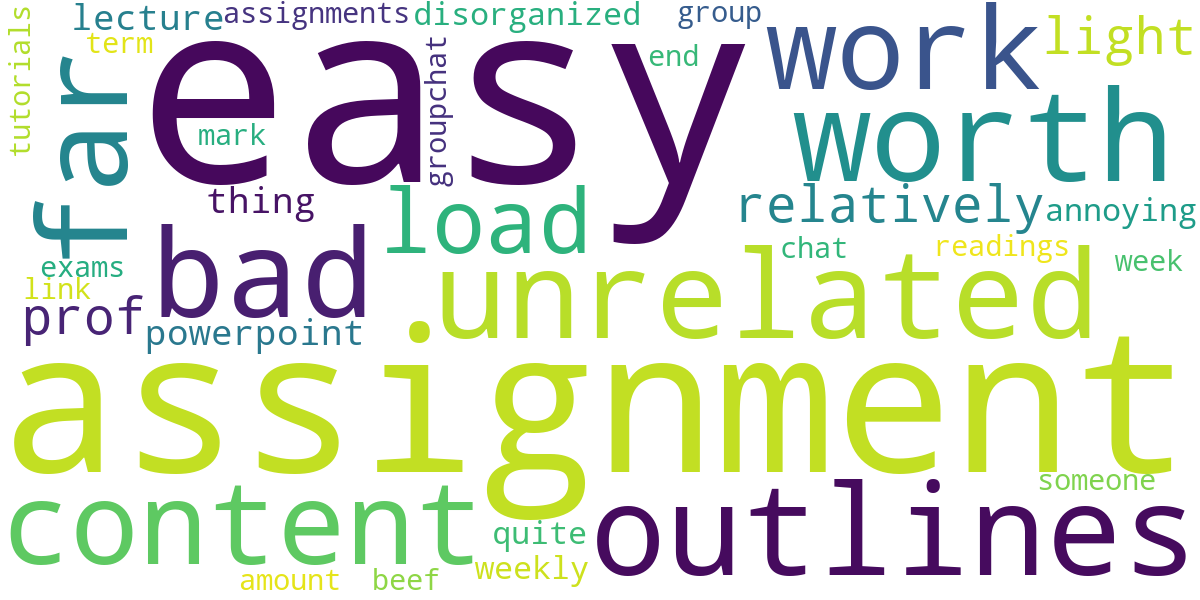 lecture
assignments
disorganized
group
work
light
term
tutorials
far
easy
groupchat
end
mark
worth
thing
load
relatively
annoying
bad
unrelated
chat
readings
week
exams
link
prof
powerpoint
assignment
content
outlines
someone
quite
weekly
amount
beef